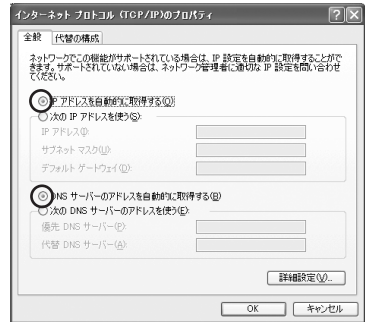 インターネット プロトコル (TCP/IP)のプロパティ
全般 代替の構成
ネットワークでこの機能がサポートされている場合は、IP 設定を自動的に取得することがで
きます。サポートされていない場合は、ネットワーク管理者に適切な IP 設定を問い合わせ
てください。
IP アドレスを自動的に取得する(O)
次の IP アドレスを使う(S):
IP アドレス(I):
サブネット マスク(U):
デフォルト ゲートウェイ(D):
DNS サーバーのアドレスを自動的に取得する(B)
次の DNS サーバーのアドレスを使う(E):
優先 DNS サーバー(P):
代替 DNS サーバー(A):
詳細設定(V)...
OK キャンセル